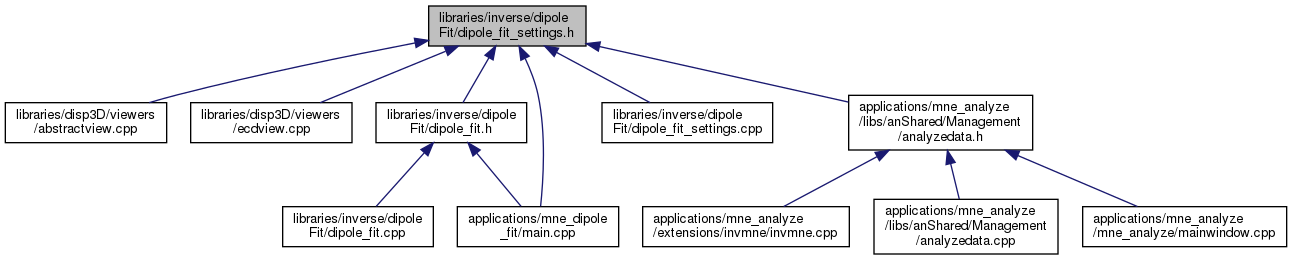 libraries/inverse/dipole
Fit/dipole_fit_settings.h
libraries/disp3D/viewers
/abstractview.cpp
libraries/disp3D/viewers
/ecdview.cpp
libraries/inverse/dipole
Fit/dipole_fit.h
libraries/inverse/dipole
Fit/dipole_fit_settings.cpp
applications/mne_analyze
/libs/anShared/Management
/analyzedata.h
libraries/inverse/dipole
Fit/dipole_fit.cpp
applications/mne_dipole
_fit/main.cpp
applications/mne_analyze
/extensions/invmne/invmne.cpp
applications/mne_analyze
/libs/anShared/Management
/analyzedata.cpp
applications/mne_analyze
/mne_analyze/mainwindow.cpp